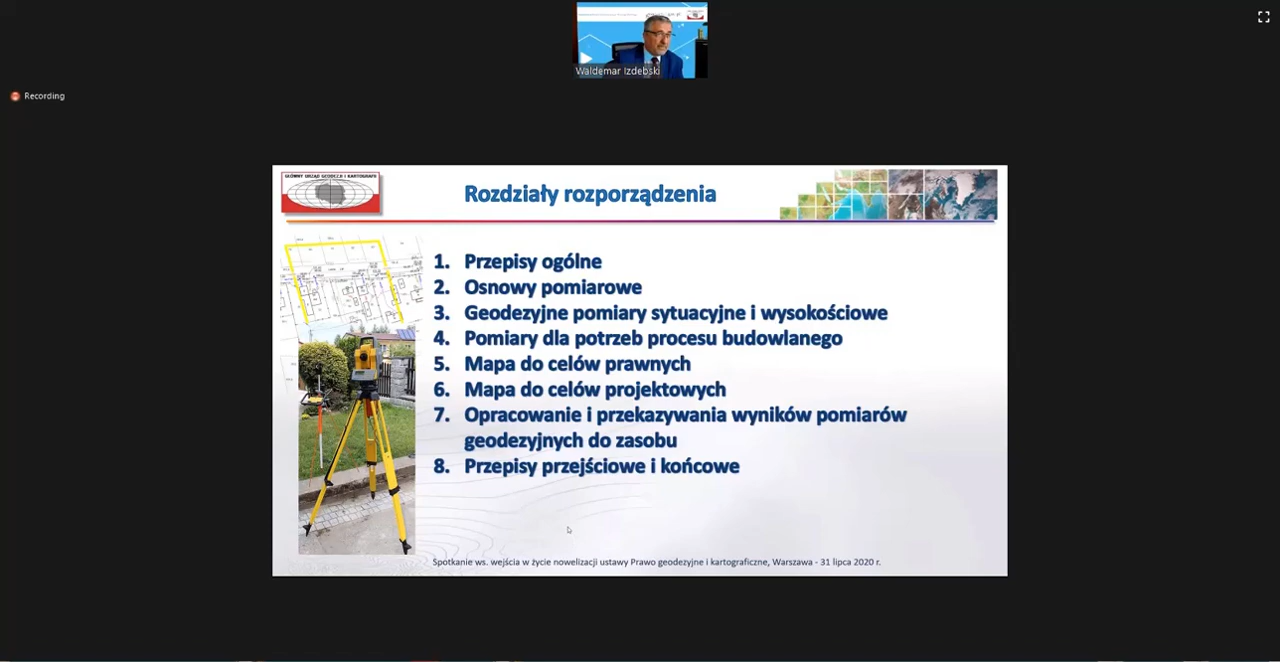 Waldemar Izdebski
Recording
GŁÓWNY URZĄD GEODEZJI I KARTOGRAFII
Rozdziały rozporządzenia
1. Przepisy ogólne
2. Osnowy pomiarowe
3. Geodezyjne pomiary sytuacyjne i wysokościowe
4. Pomiary dla potrzeb procesu budowlanego
5. Mapa do celów prawnych
6. Mapa do celów projektowych
7. Opracowanie i przekazywania wyników pomiarów
geodezyjnych do zasobu
8. Przepisy przejściowe i końcowe
Spotkanie ws. wejścia w życie nowelizacji ustawy Prawo geodezyjne i kartograficzne, Warszawa - 31 lipca 2020 r.